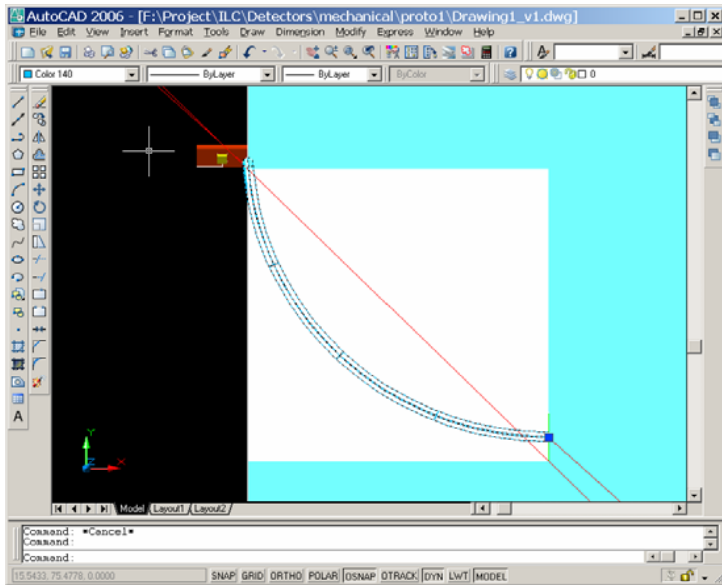 AutoCAD 2006 - [F:\Project\ILC\Detectors\mechanical\proto1\Drawing1_v1.dwg]
File Edit View Insert Format Tools Draw Dimension Modify Express Window Help
Color 140 ByLayer ByLayer ByColor 0
A
Y
X
Z
Model Layout1 Layout2
Command: *Cancel*
Command:
Command:
15.5433, 75.4778, 0.0000 SNAP GRID ORTHO POLAR OSNAP OTRACK DYN LWT MODEL